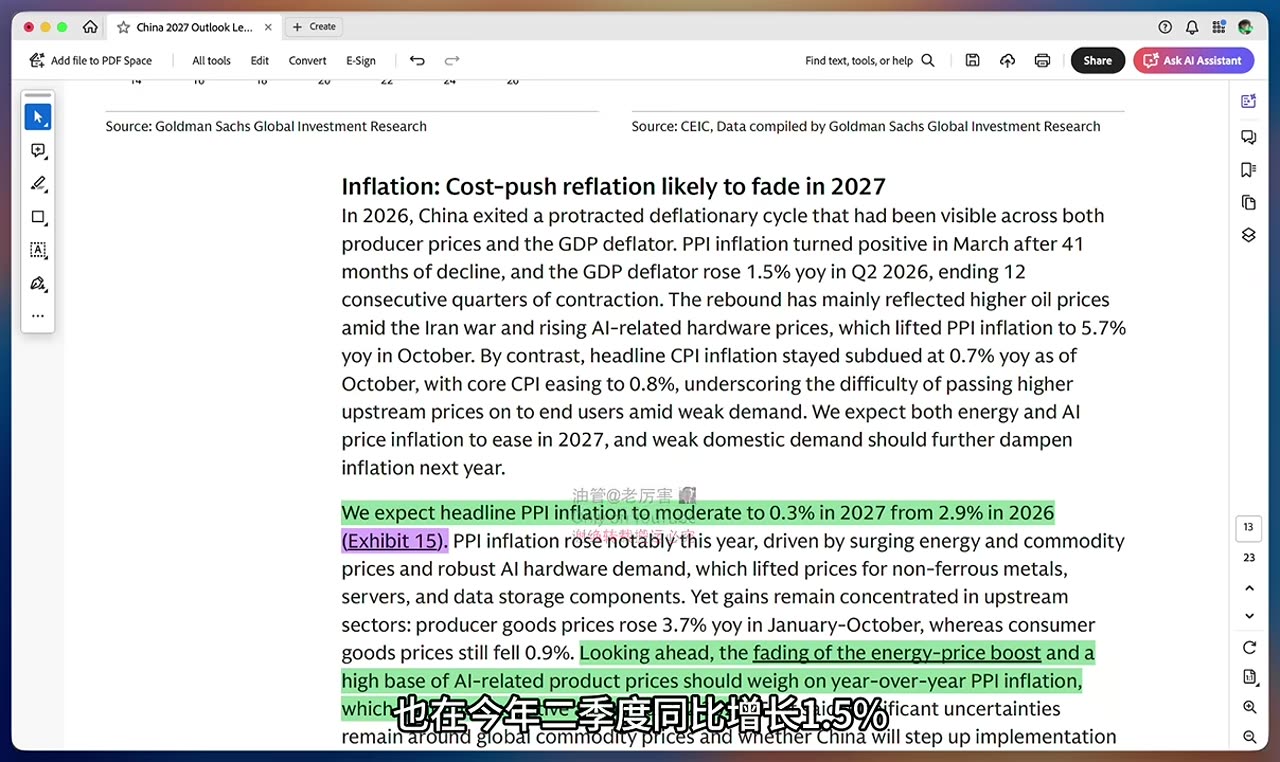 China 2027 Outlook Le...
Create
Add file to PDF Space
All tools
Edit
Convert
E-Sign
Find text, tools, or help
Share
Ask AI Assistant
14 16 18 20 22 24 26
Source: Goldman Sachs Global Investment Research
Source: CEIC, Data compiled by Goldman Sachs Global Investment Research
Inflation: Cost-push reflation likely to fade in 2027
In 2026, China exited a protracted deflationary cycle that had been visible across both
producer prices and the GDP deflator. PPI inflation turned positive in March after 41
months of decline, and the GDP deflator rose 1.5% yoy in Q2 2026, ending 12
consecutive quarters of contraction. The rebound has mainly reflected higher oil prices
amid the Iran war and rising AI-related hardware prices, which lifted PPI inflation to 5.7%
yoy in October. By contrast, headline CPI inflation stayed subdued at 0.7% yoy as of
October, with core CPI easing to 0.8%, underscoring the difficulty of passing higher
upstream prices on to end users amid weak demand. We expect both energy and AI
price inflation to ease in 2027, and weak domestic demand should further dampen
inflation next year.
油管@老厉害
We expect headline PPI inflation to moderate to 0.3% in 2027 from 2.9% in 2026
Only on YouTube
(Exhibit 15). PPI inflation rose notably this year, driven by surging energy and commodity
谢绝转载搬运必究
prices and robust AI hardware demand, which lifted prices for non-ferrous metals,
servers, and data storage components. Yet gains remain concentrated in upstream
sectors: producer goods prices rose 3.7% yoy in January-October, whereas consumer
goods prices still fell 0.9%. Looking ahead, the fading of the energy-price boost and a
high base of AI-related product prices should weigh on year-over-year PPI inflation,
which
uncertainties
也在今年二季度同比增长1.5%
remain around global commodity prices and whether China will step up implementation
13
23